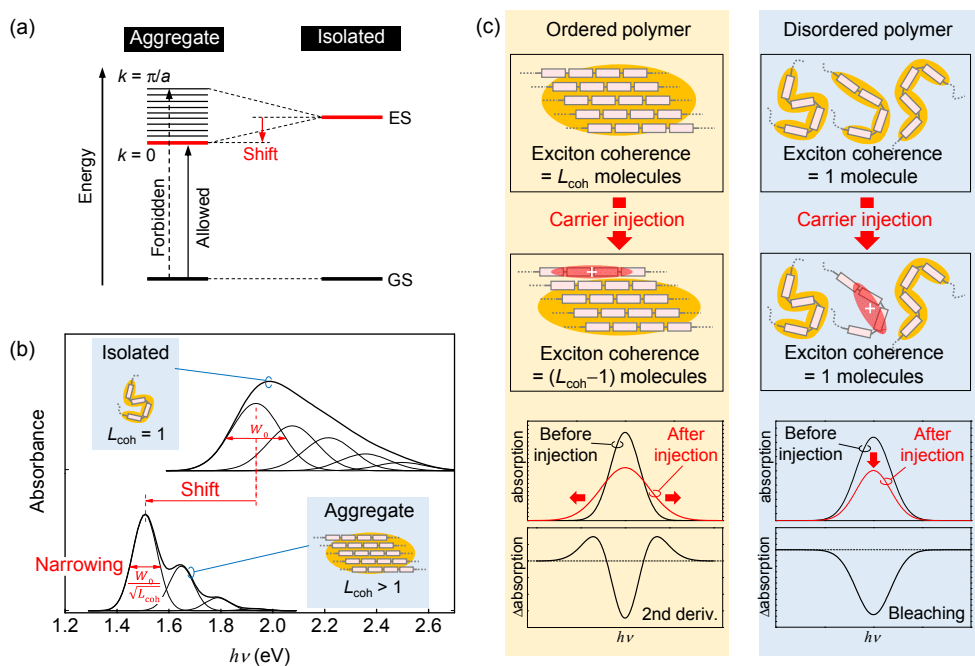 (a)
Aggregate
Isolated
k = π/a
k = 0
ES
Shift
Energy
Forbidden
Allowed
GS
(b)
Isolated
L_coh = 1
W_0
Shift
Aggregate
L_coh > 1
Narrowing
W_0
√L_coh
Absorbance
1.2 1.4 1.6 1.8 2.0 2.2 2.4 2.6
hν (eV)
(c)
Ordered polymer
Exciton coherence
= L_coh molecules
Carrier injection
+
Exciton coherence
= (L_coh−1) molecules
Before
injection
After
injection
absorption
Δabsorption
2nd deriv.
hν
Disordered polymer
Exciton coherence
= 1 molecule
Carrier injection
+
Exciton coherence
= 1 molecules
Before
injection
After
injection
absorption
Δabsorption
Bleaching
hν